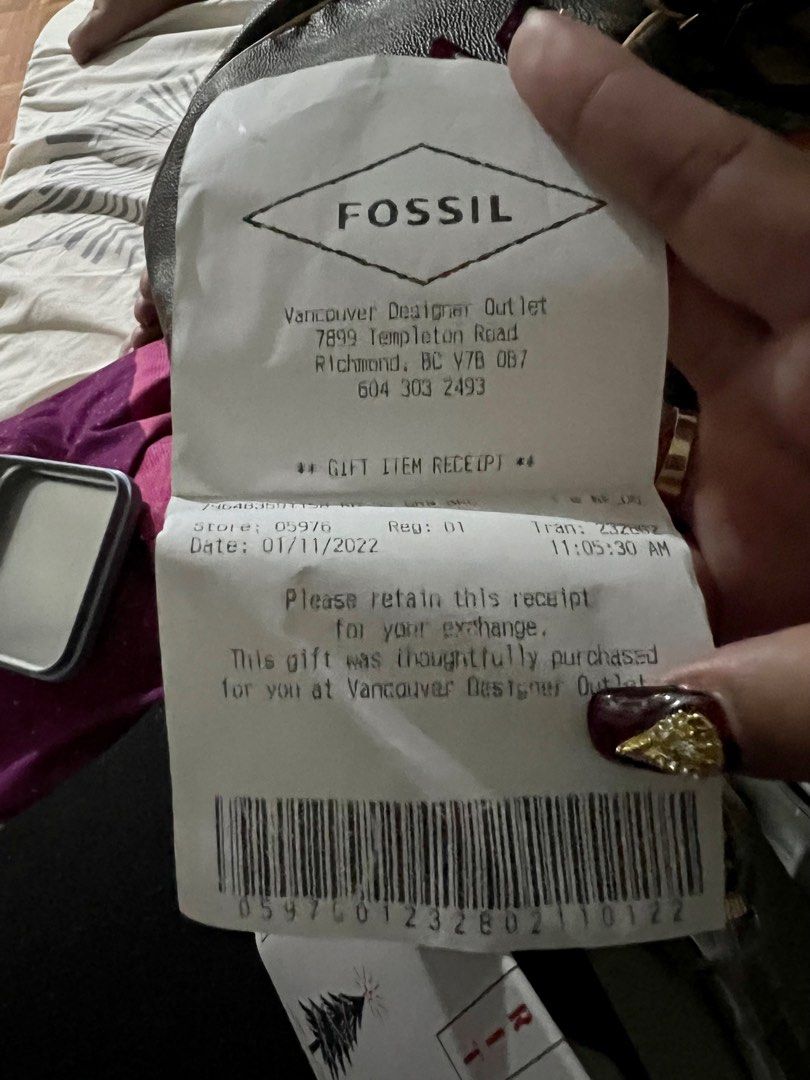 FOSSIL
Vancouver Designer Outlet
7899 Templeton Road
Richmond, BC V7B 0B7
604 303 2493
** GIFT ITEM RECEIPT **
Store: 05976 Reg: 01 Tran:
Date: 01/11/2022 11:05:30 AM
Please retain this receipt
for your exchange.
This gift was thoughtfully purchased
for you at Vancouver Designer Outlet
0597601232802110122